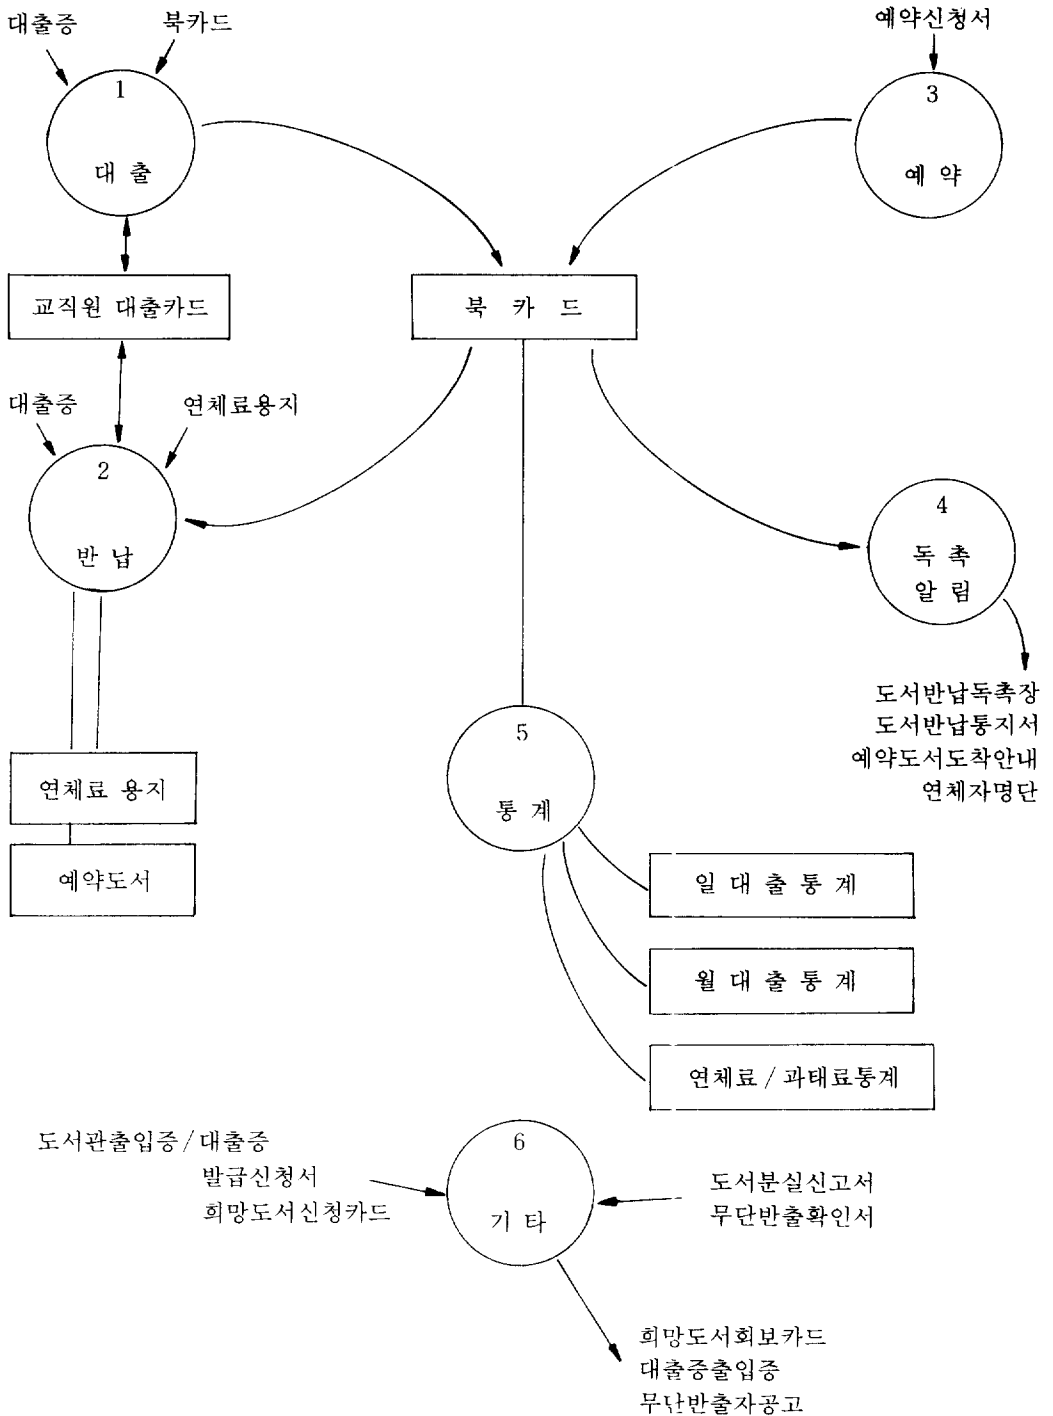 대출증
북카드
예약신청서
1
대 출
3
예 약
교직원 대출카드
북 카 드
대출증
연체료용지
2
반 납
4
독 촉
알 림
도서반납독촉장
도서반납통지서
예약도서도착안내
연체자명단
5
통 계
연체료 용지
예약도서
일 대 출 통 계
월 대 출 통 계
연체료 / 과태료통계
도서관출입증 / 대출증
발급신청서
희망도서신청카드
6
기 타
도서분실신고서
무단반출확인서
희망도서회보카드
대출증출입증
무단반출자공고